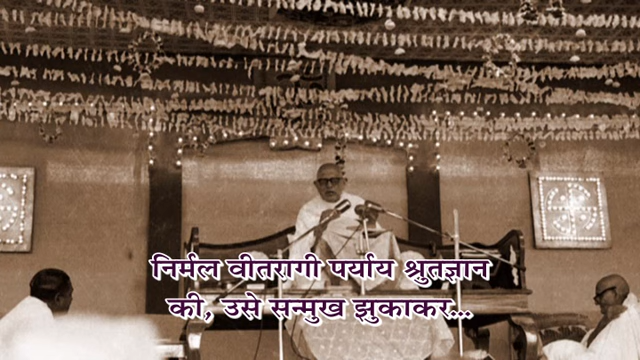 निर्मल वीतरागी पर्याय श्रुतज्ञान
की, उसे सन्मुख झुकाकर...